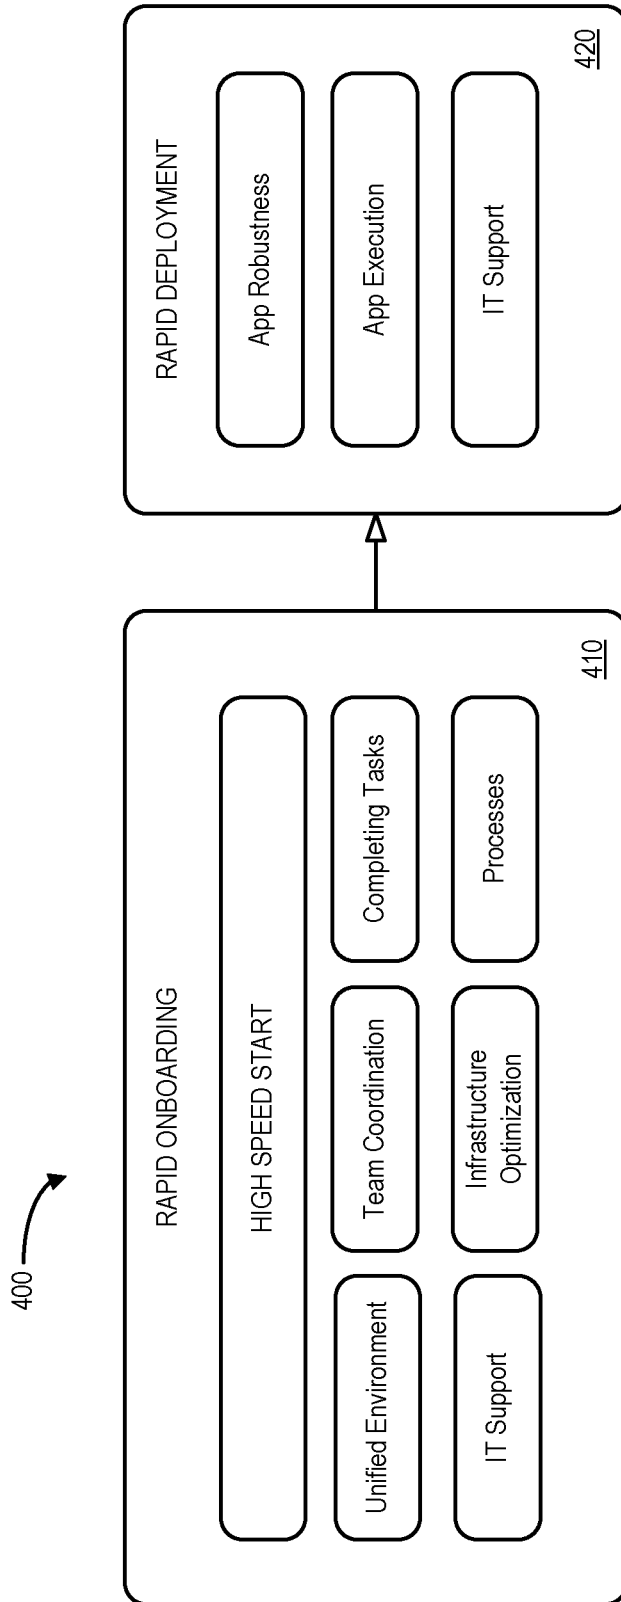 400
RAPID ONBOARDING
HIGH SPEED START
Unified Environment
Team Coordination
Completing Tasks
IT Support
Infrastructure
Optimization
Processes
410
RAPID DEPLOYMENT
App Robustness
App Execution
IT Support
420